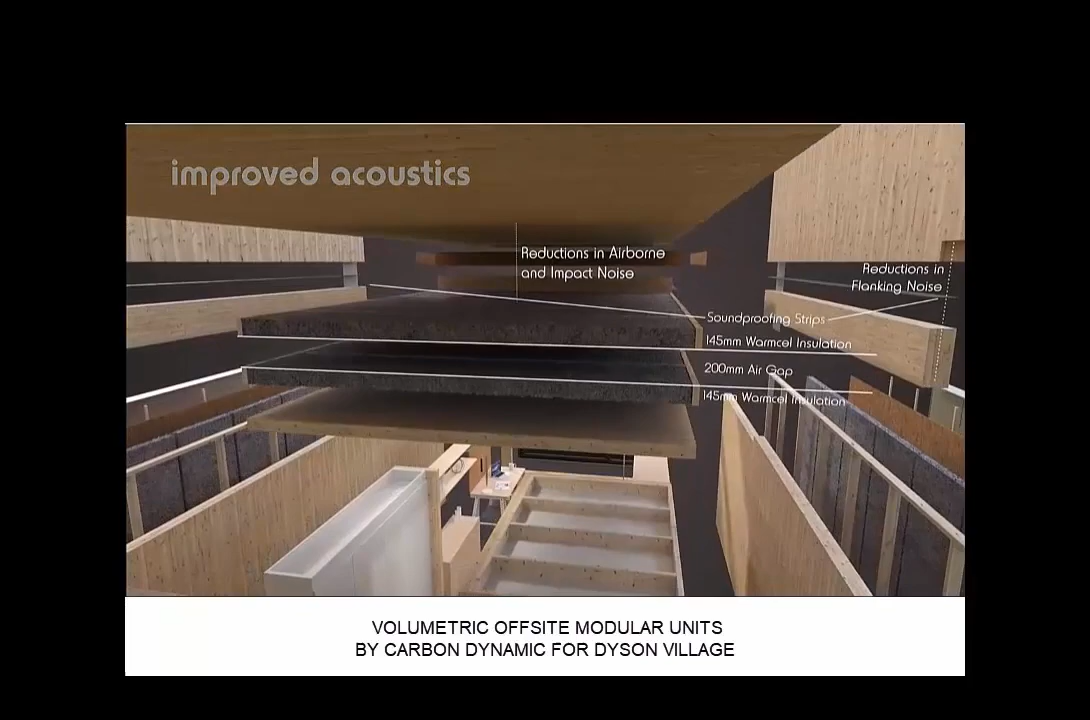 improved acoustics
Reductions in Airborne
and Impact Noise
Reductions in
Flanking Noise
Soundproofing Strips
145mm Warmcel Insulation
200mm Air Gap
145mm Warmcel Insulation
VOLUMETRIC OFFSITE MODULAR UNITS
BY CARBON DYNAMIC FOR DYSON VILLAGE